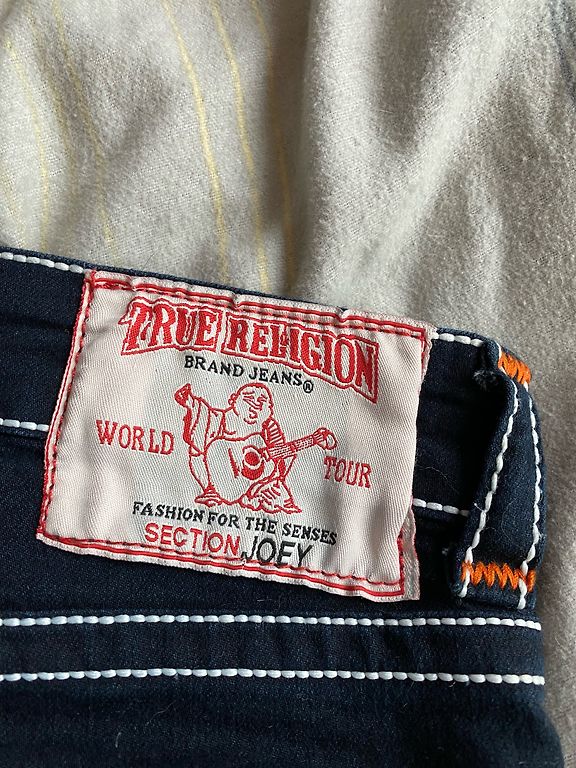 TRUE RELIGION
BRAND JEANS®
WORLD TOUR
FASHION FOR THE SENSES
SECTION JOEY